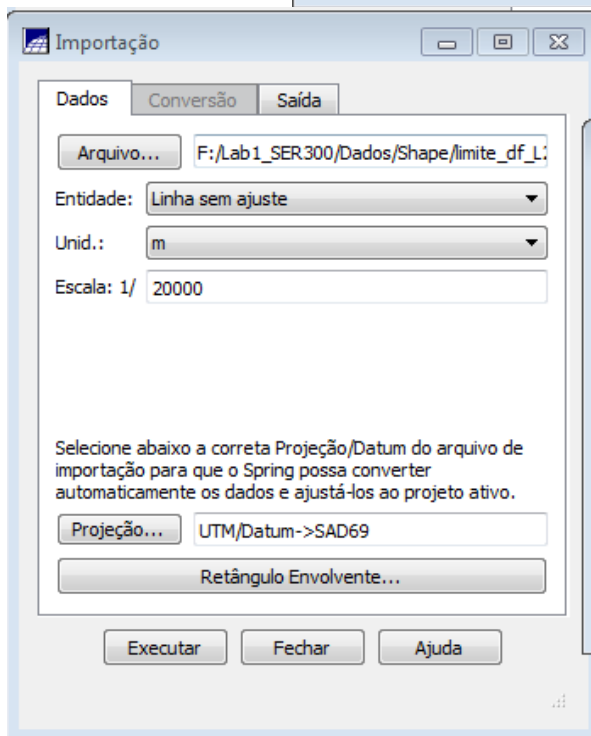 Importação
Dados Conversão Saída
Arquivo... F:/Lab1_SER300/Dados/Shape/limite_df_L2
Entidade: Linha sem ajuste
Unid.: m
Escala: 1/ 20000
Selecione abaixo a correta Projeção/Datum do arquivo de
importação para que o Spring possa converter
automaticamente os dados e ajustá-los ao projeto ativo.
Projeção... UTM/Datum->SAD69
Retângulo Envolvente...
Executar Fechar Ajuda